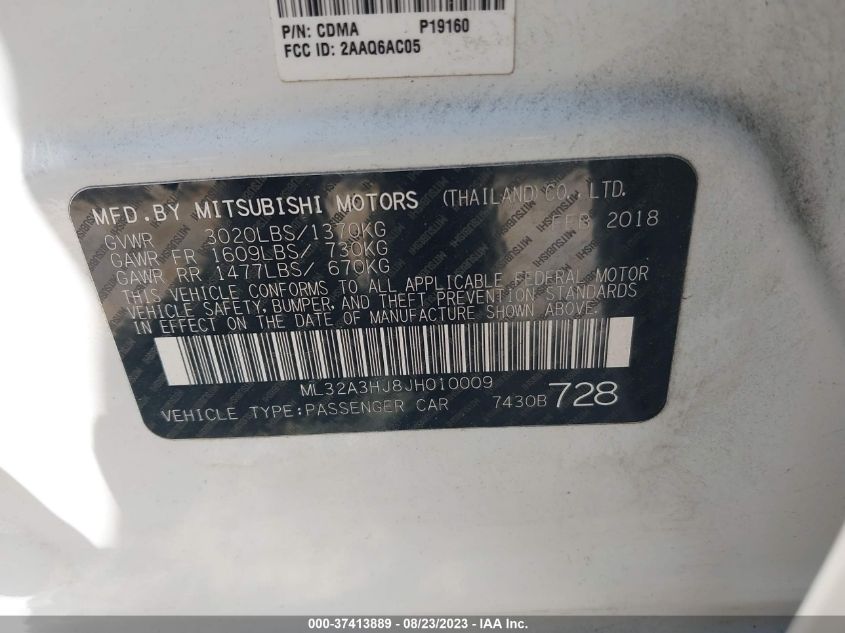 P/N: CDMA P19160
FCC ID: 2AAQ6AC05
MFD. BY MITSUBISHI MOTORS (THAILAND) CO., LTD.
GVWR 3020LBS/1370KG FEB 2018
GAWR FR 1609LBS/ 730KG
GAWR RR 1477LBS/ 670KG
THIS VEHICLE CONFORMS TO ALL APPLICABLE FEDERAL MOTOR
VEHICLE SAFETY, BUMPER, AND THEFT PREVENTION STANDARDS
IN EFFECT ON THE DATE OF MANUFACTURE SHOWN ABOVE.
ML32A3HJ8JH010009
VEHICLE TYPE:PASSENGER CAR 7430B 728
000-37413889 - 08/23/2023 - © IAA Inc.